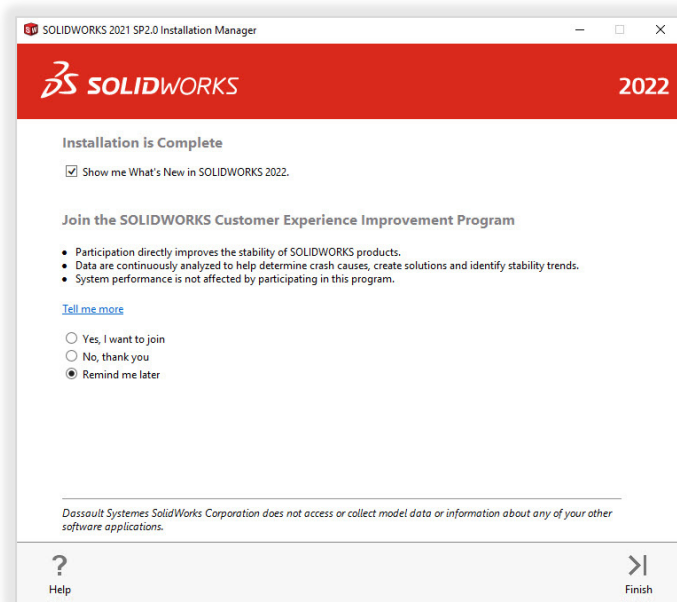 SOLIDWORKS 2021 SP2.0 Installation Manager
SOLIDWORKS
2022
Installation is Complete
Show me What's New in SOLIDWORKS 2022.
Join the SOLIDWORKS Customer Experience Improvement Program
• Participation directly improves the stability of SOLIDWORKS products.
• Data are continuously analyzed to help determine crash causes, create solutions and identify stability trends.
• System performance is not affected by participating in this program.
Tell me more
Yes, I want to join
No, thank you
Remind me later
Dassault Systemes SolidWorks Corporation does not access or collect model data or information about any of your other
software applications.
?
Help
Finish